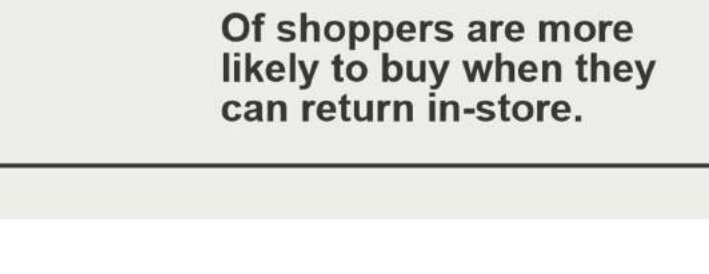 Of shoppers are more
likely to buy when they
can return in-store.